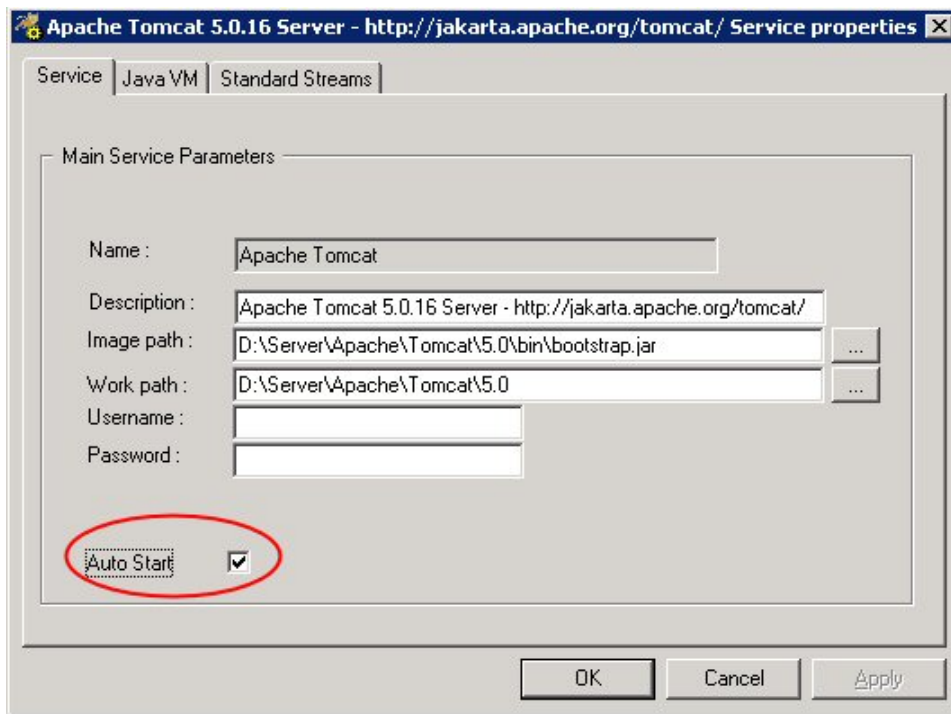 Apache Tomcat 5.0.16 Server - http://jakarta.apache.org/tomcat/ Service properties
Service Java VM Standard Streams
Main Service Parameters
Name : Apache Tomcat
Description : Apache Tomcat 5.0.16 Server - http://jakarta.apache.org/tomcat/
Image path : D:\Server\Apache\Tomcat\5.0\bin\bootstrap.jar ...
Work path : D:\Server\Apache\Tomcat\5.0 ...
Username :
Password :
Auto Start
OK Cancel Apply